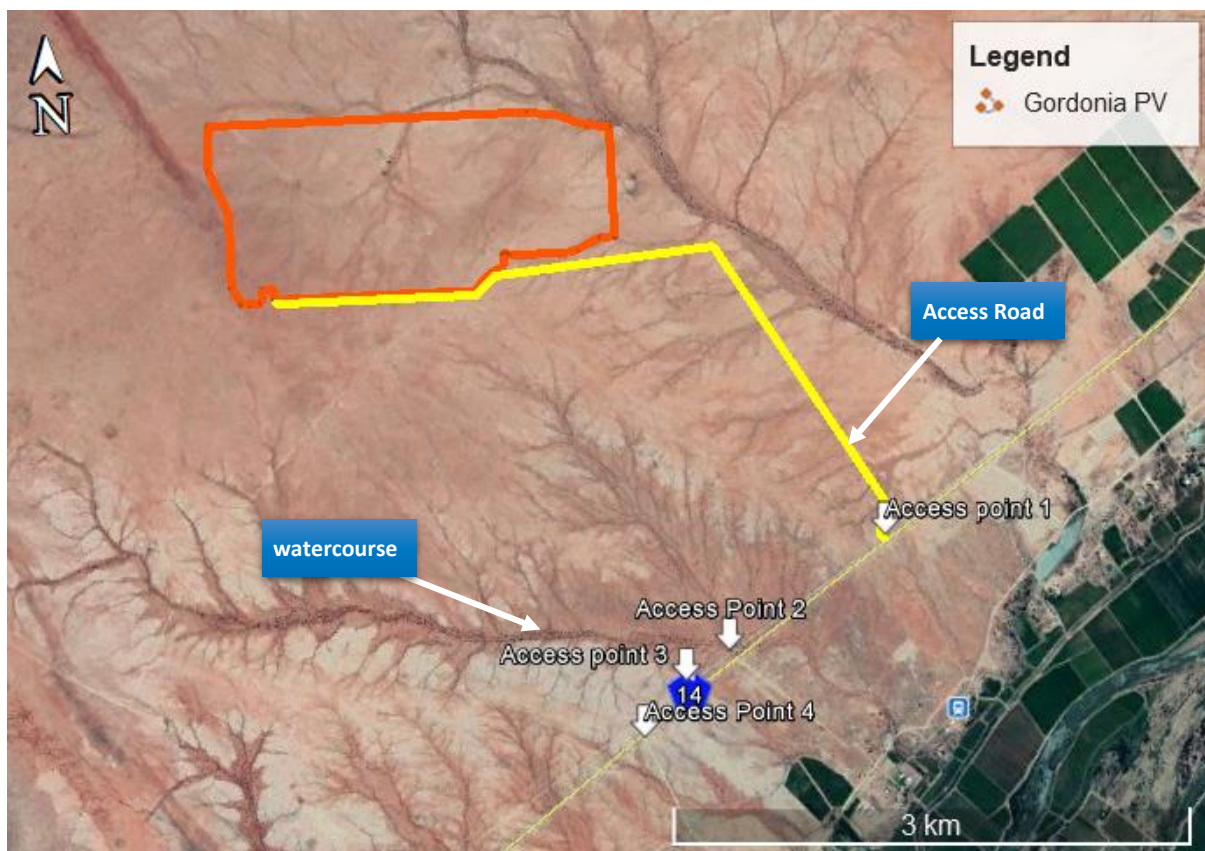 Legend
N
Gordonia PV
Access Road
Access point 1
watercourse
Access Point 2
Access point 3
14
Access Point 4
3 km